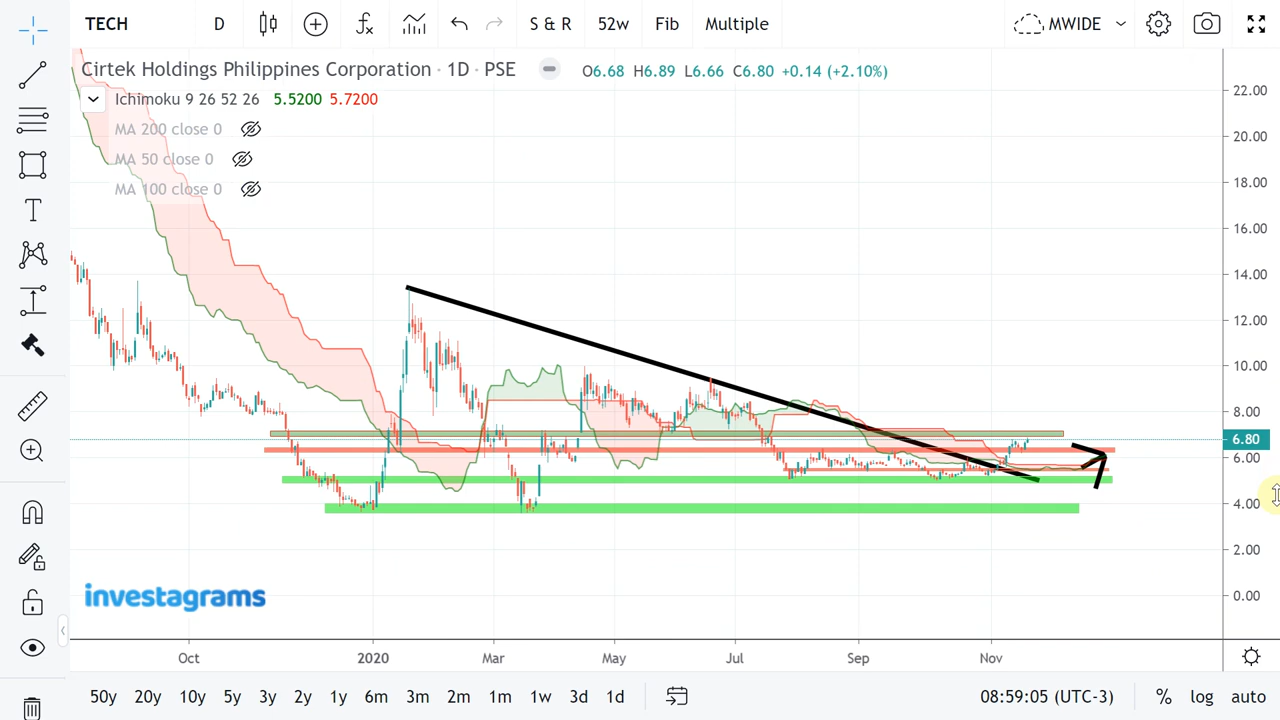 TECH D S & R 52w Fib Multiple MWIDE
Cirtek Holdings Philippines Corporation · 1D · PSE O6.68 H6.89 L6.66 C6.80 +0.14 (+2.10%)
Ichimoku 9 26 52 26 5.5200 5.7200
MA 200 close 0
MA 50 close 0
MA 100 close 0
22.00
20.00
18.00
16.00
14.00
12.00
10.00
8.00
6.80
6.00
4.00
2.00
0.00
investagrams
Oct 2020 Mar May Jul Sep Nov
50y 20y 10y 5y 3y 2y 1y 6m 3m 2m 1m 1w 3d 1d 08:59:05 (UTC-3) % log auto